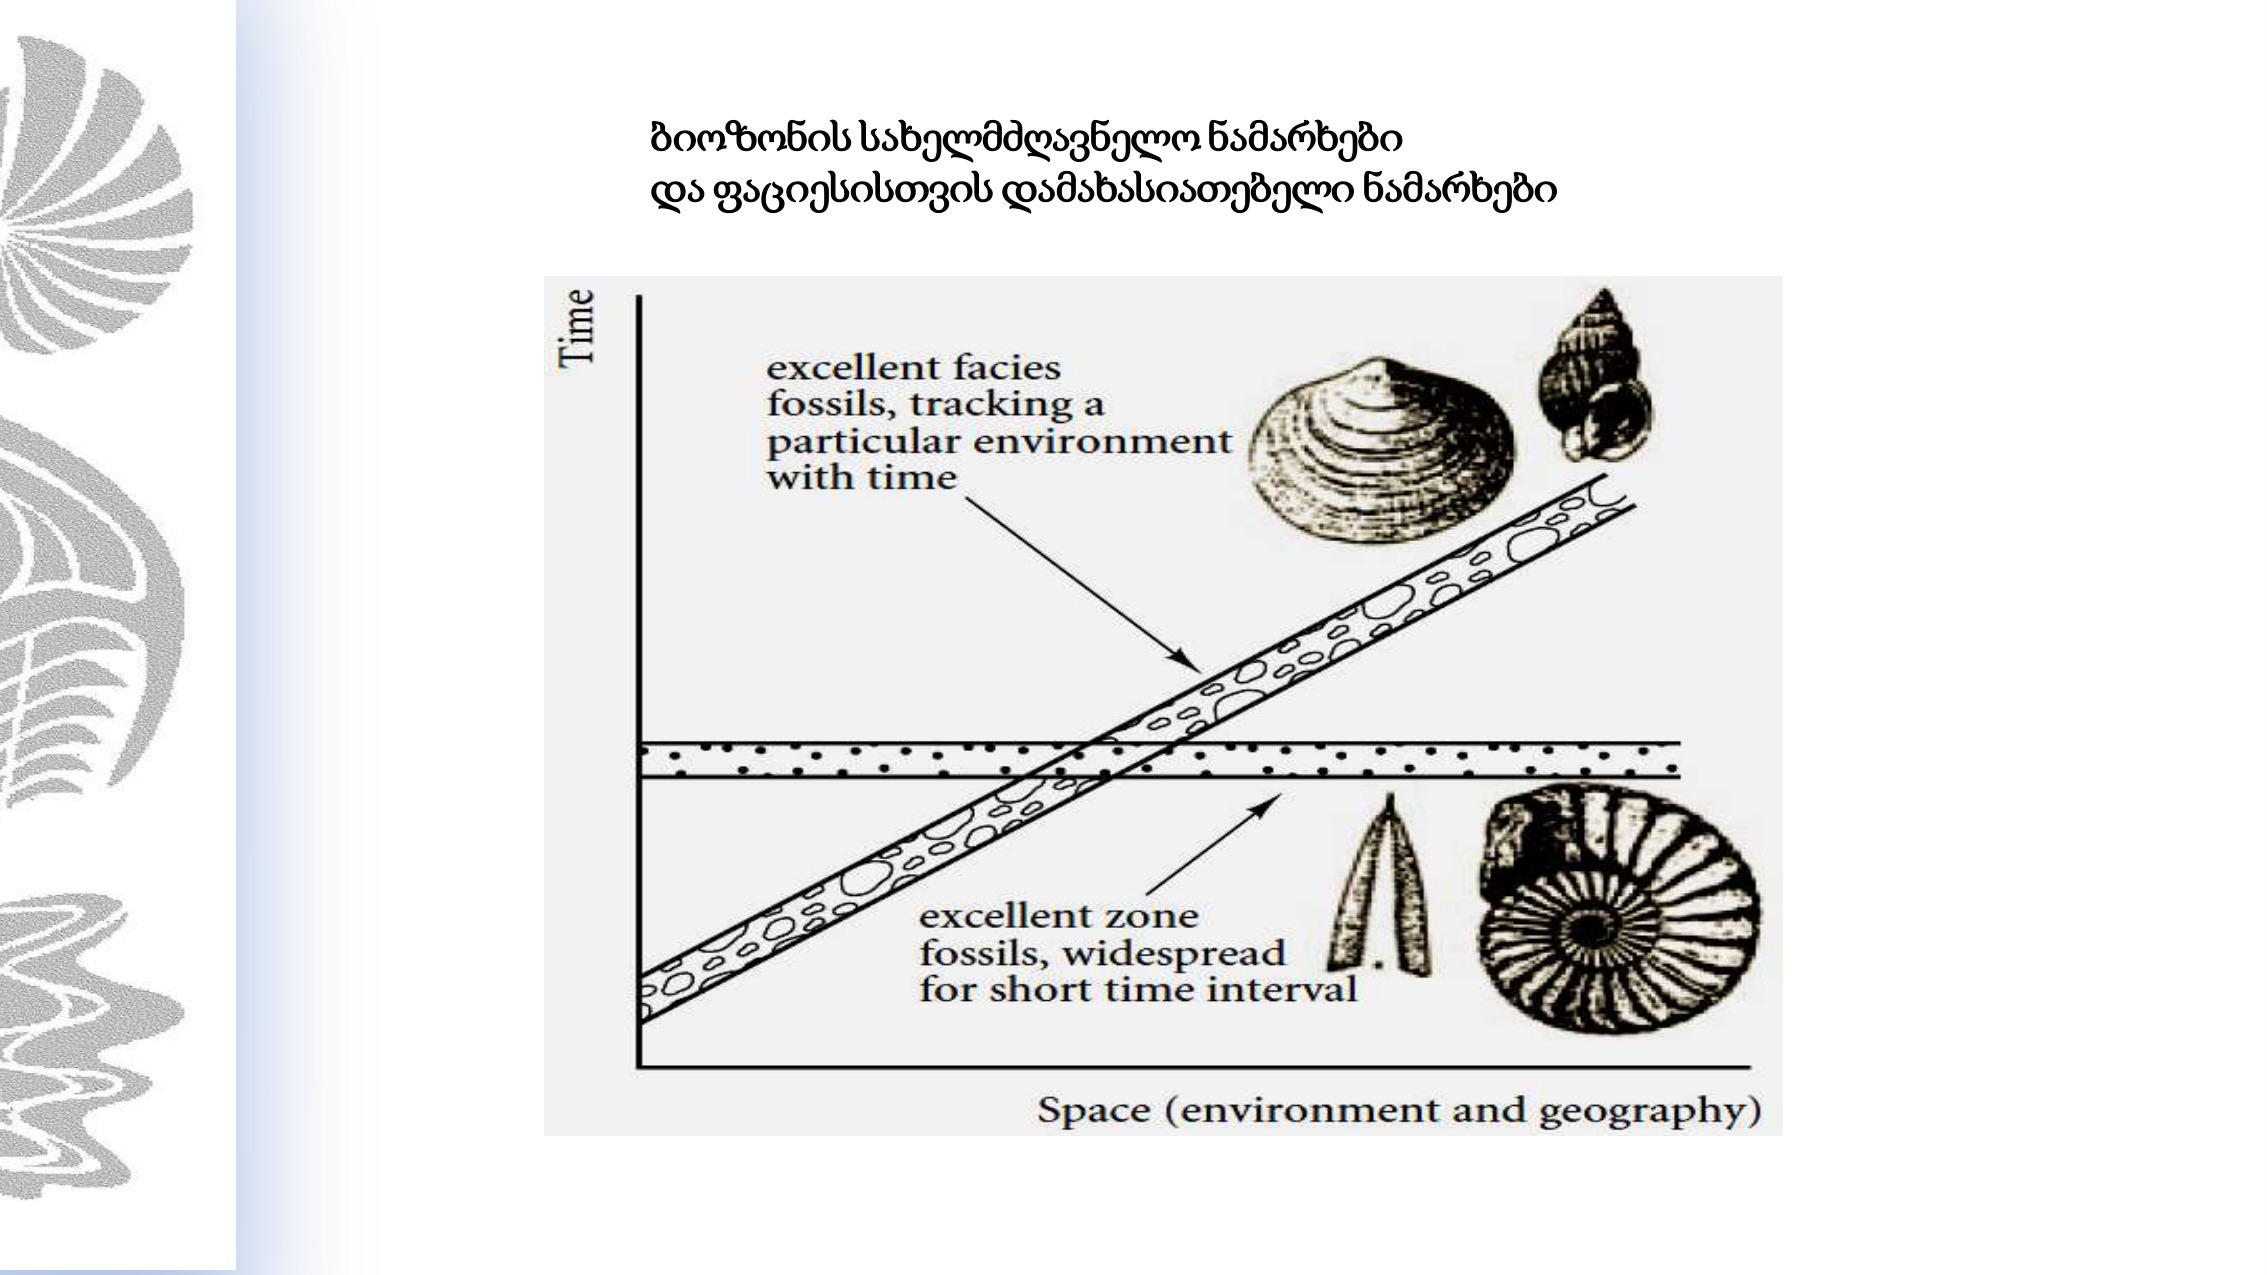 ბიოზონის სახელმძღავნელო ნამარხები
და ფაციესისთვის დამახასიათებელი ნამარხები
Time
excellent facies
fossils, tracking a
particular environment
with time
excellent zone
fossils, widespread
for short time interval
Space (environment and geography)